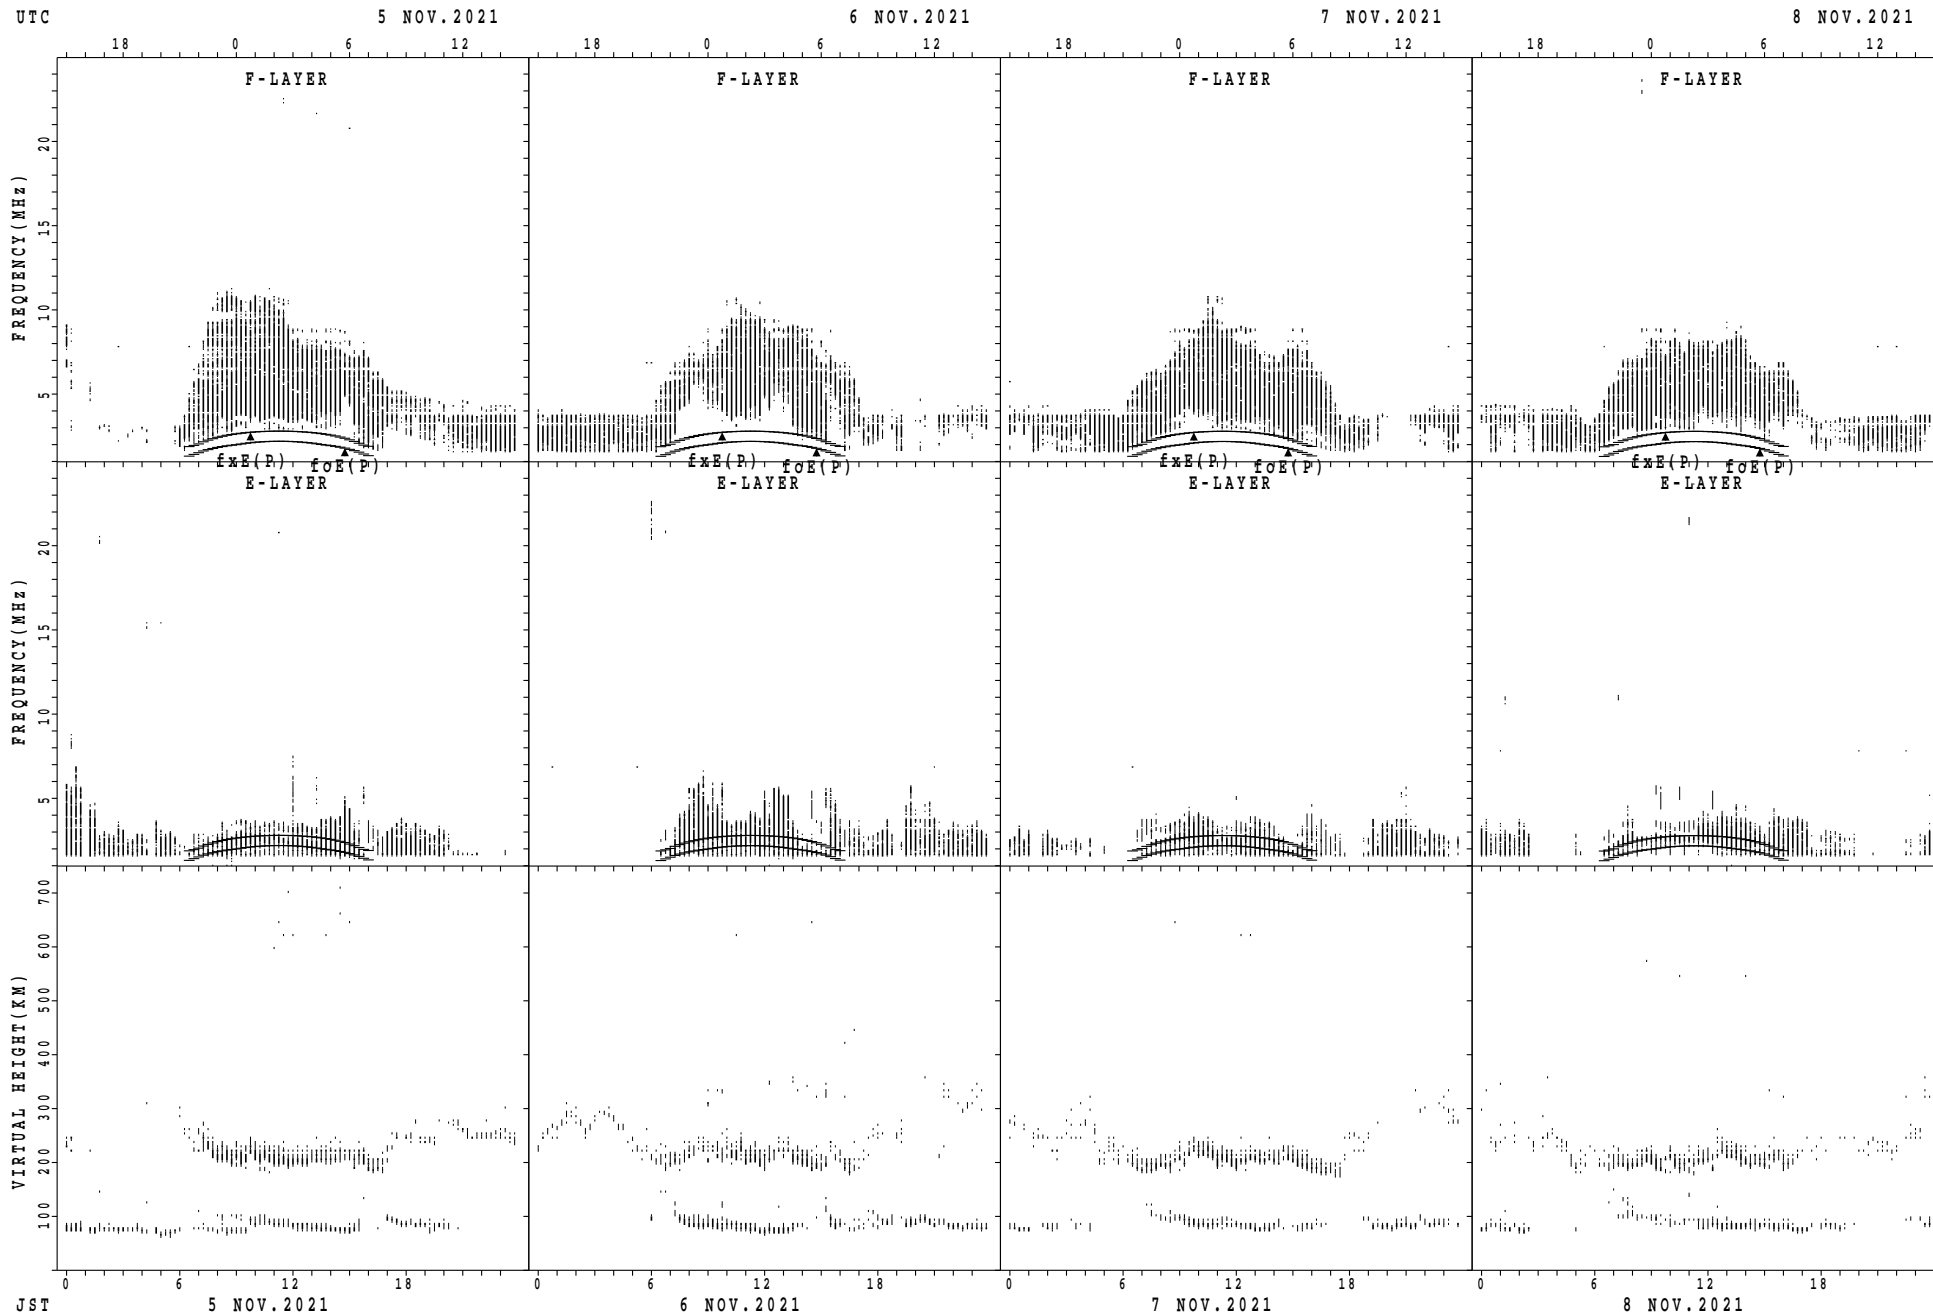 UTC 5 NOV.2021 6 NOV.2021 7 NOV.2021 8 NOV.2021
18 0 6 12 18 0 6 12 18 0 6 12 18 0 6 12
F-LAYER F-LAYER F-LAYER F-LAYER
FREQUENCY(MHz)
20
15
10
5
fxE(P) foE(P) fxE(P) foE(P) fxE(P) foE(P) fxE(P) foE(P)
E-LAYER E-LAYER E-LAYER E-LAYER
FREQUENCY(MHz)
20
15
10
5
VIRTUAL HEIGHT(KM)
700
600
500
400
300
200
100
0 6 12 18 0 6 12 18 0 6 12 18 0 6 12 18
JST 5 NOV.2021 6 NOV.2021 7 NOV.2021 8 NOV.2021